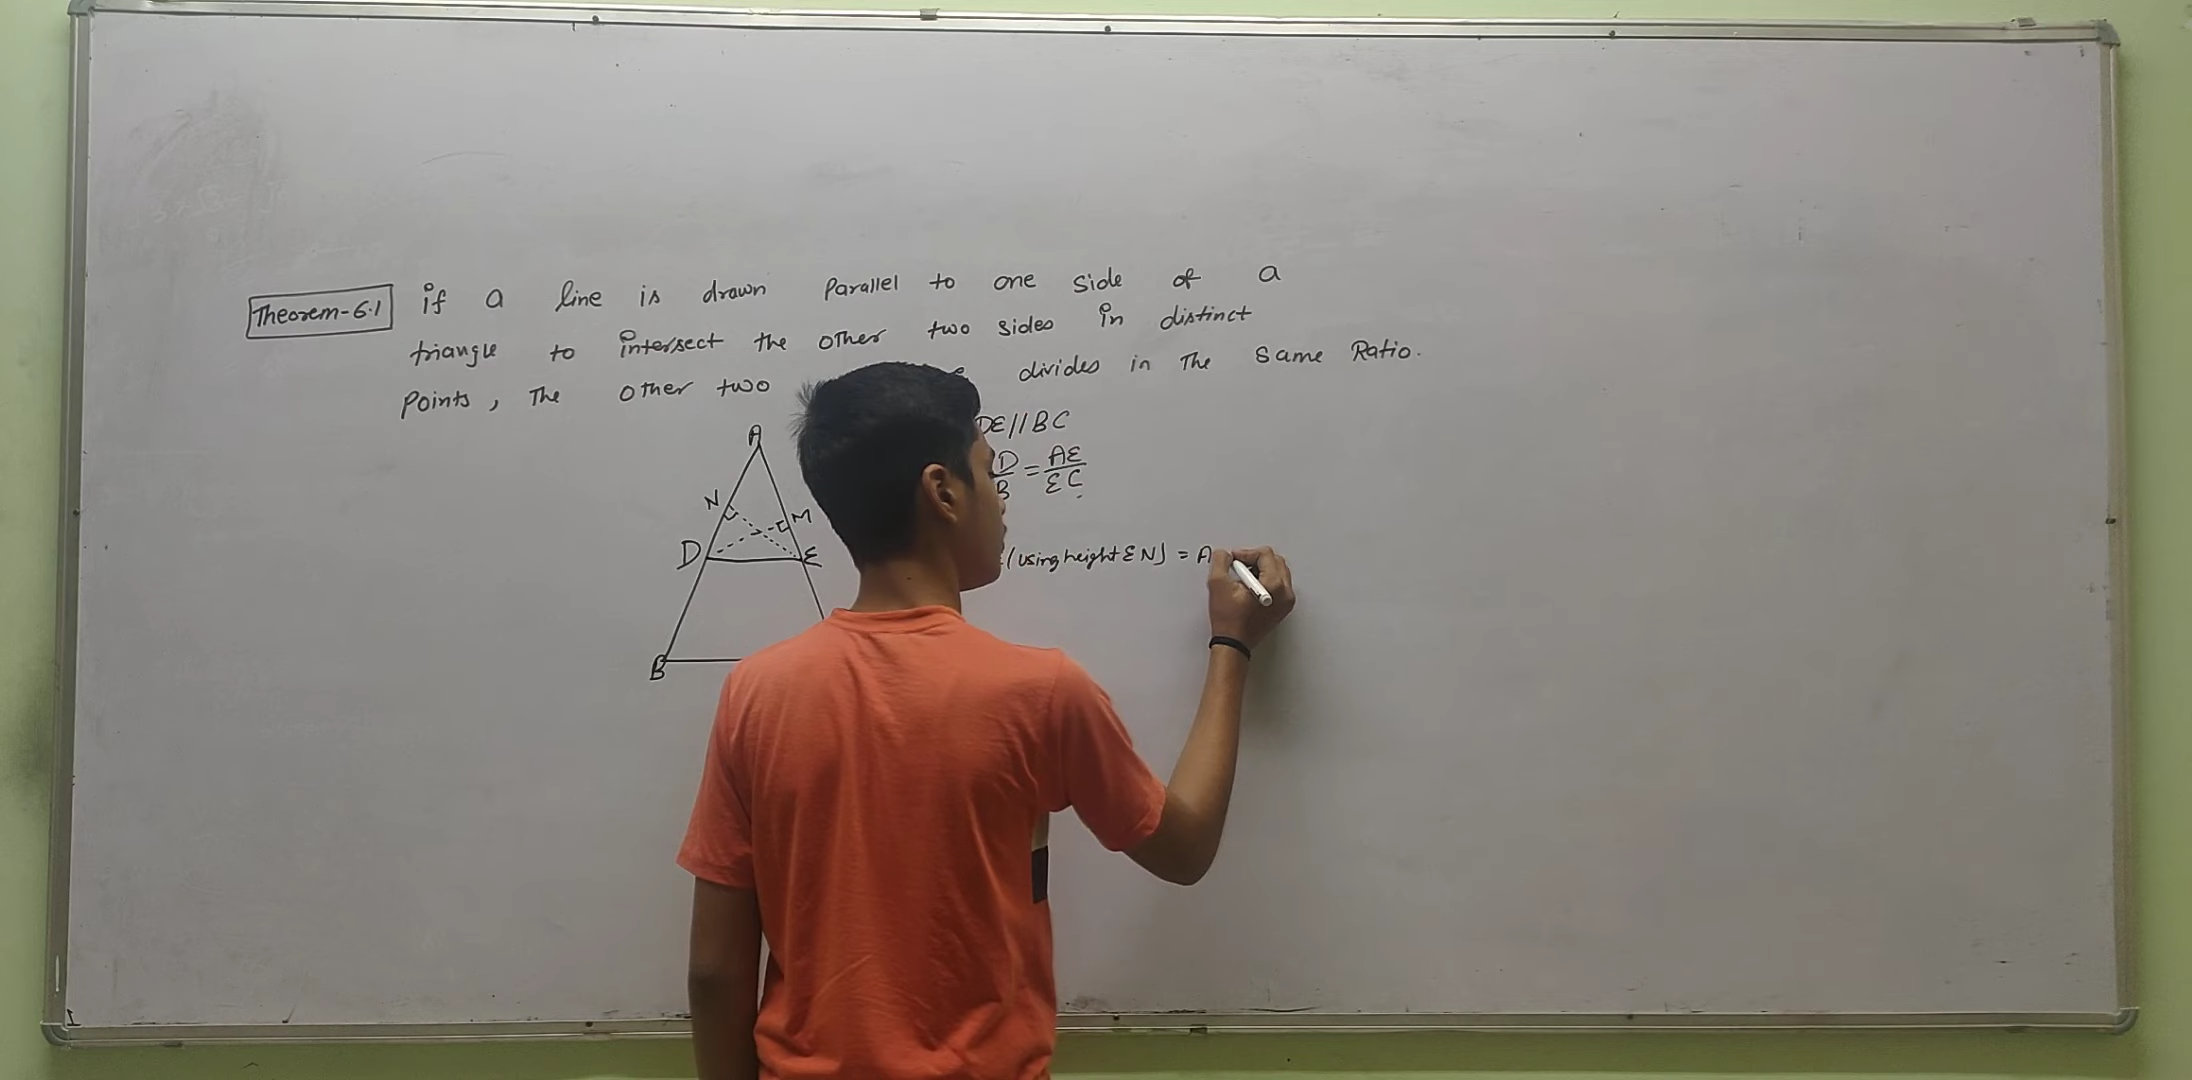 Theorem-6.1 if a line is drawn Parallel to one side of a
triangle to intersect the other two sides in distinct
Points, The other two divides in The Same Ratio.
A
DE//BC
D/B = AE/EC
N
M
D
E
(using height EN) = A
B